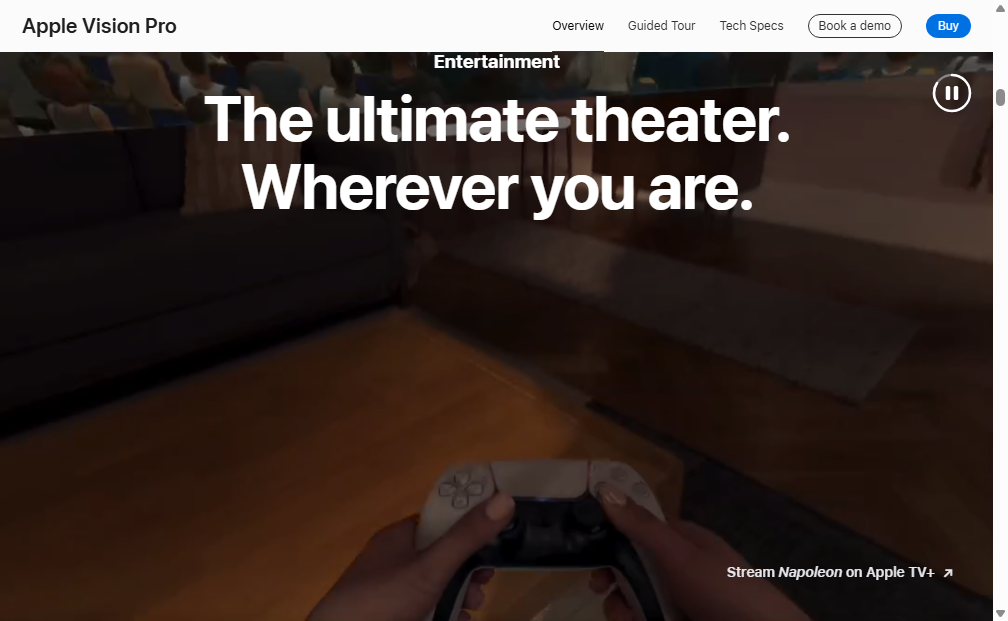 Apple Vision Pro
Overview
Guided Tour
Tech Specs
Book a demo
Buy
Entertainment
The ultimate theater.
Wherever you are.
Stream Napoleon on Apple TV+